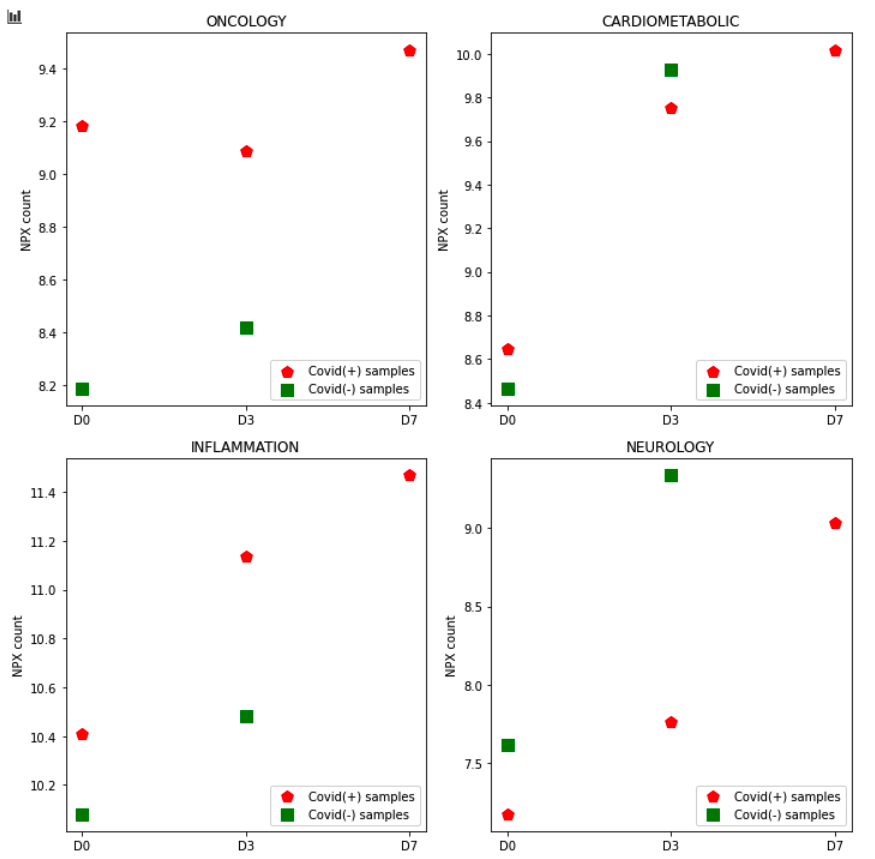 ONCOLOGY
9.4
9.2
9.0
8.8
8.6
8.4
8.2
NPX count
D0 D3 D7
Covid(+) samples
Covid(-) samples
CARDIOMETABOLIC
10.0
9.8
9.6
9.4
9.2
9.0
8.8
8.6
8.4
NPX count
D0 D3 D7
Covid(+) samples
Covid(-) samples
INFLAMMATION
11.4
11.2
11.0
10.8
10.6
10.4
10.2
NPX count
D0 D3 D7
Covid(+) samples
Covid(-) samples
NEUROLOGY
9.0
8.5
8.0
7.5
NPX count
D0 D3 D7
Covid(+) samples
Covid(-) samples